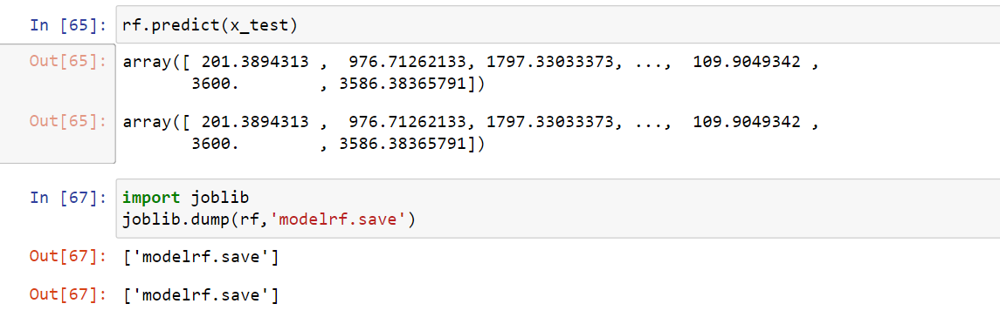 In [65]: rf.predict(x_test)
Out[65]: array([ 201.3894313 ,  976.71262133, 1797.33033373, ...,  109.9049342 ,
       3600.        , 3586.38365791])
Out[65]: array([ 201.3894313 ,  976.71262133, 1797.33033373, ...,  109.9049342 ,
       3600.        , 3586.38365791])
In [67]: import joblib
joblib.dump(rf,'modelrf.save')
Out[67]: ['modelrf.save']
Out[67]: ['modelrf.save']